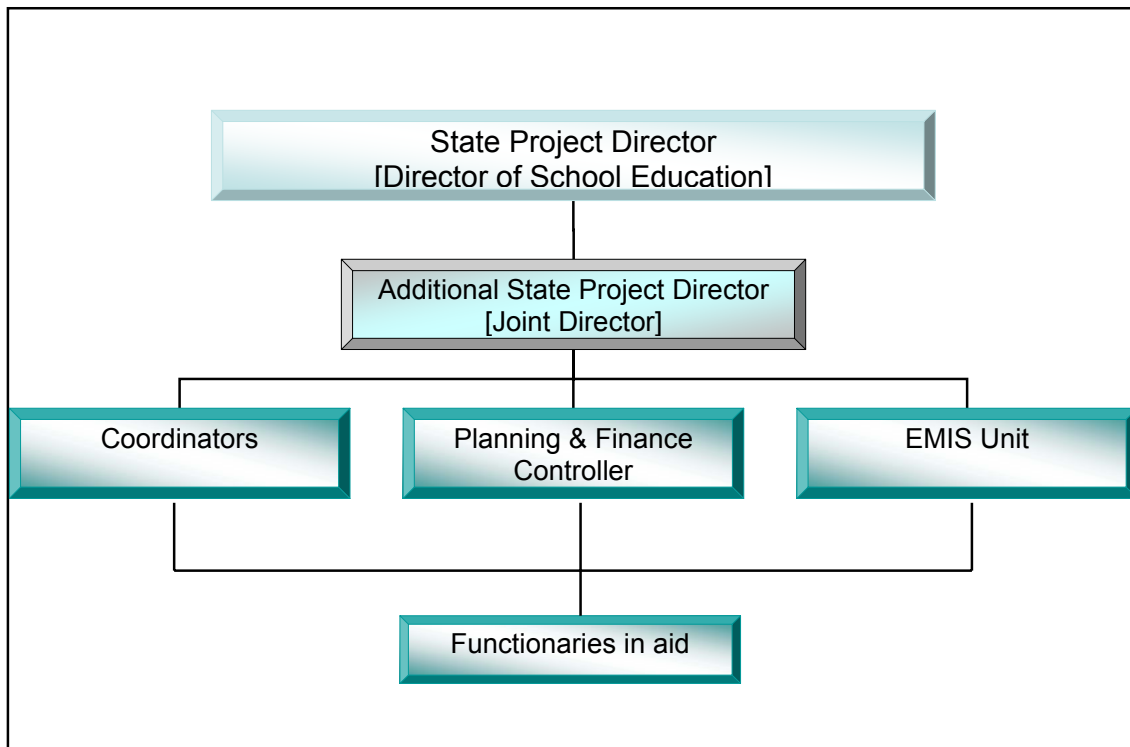 State Project Director
[Director of School Education]
Additional State Project Director
[Joint Director]
Coordinators
Planning & Finance
Controller
EMIS Unit
Functionaries in aid